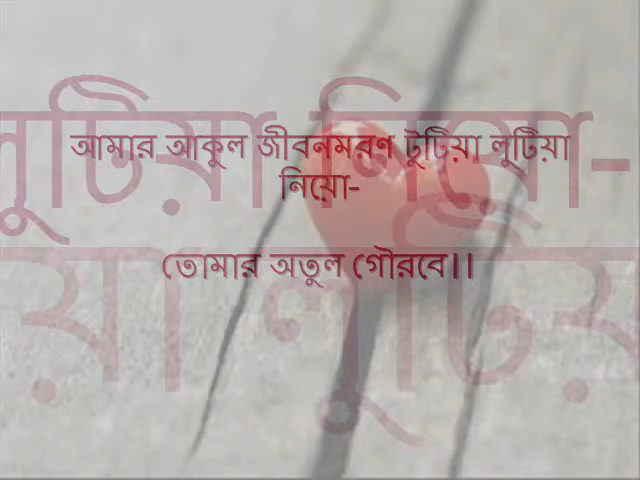 আমার আকুল জীবনমরণ টুটিয়া লুটিয়া
নিয়ো-
তোমার অতুল গৌরবে।।
লুটিয়া নিয়ো-
য়া লুটিয়